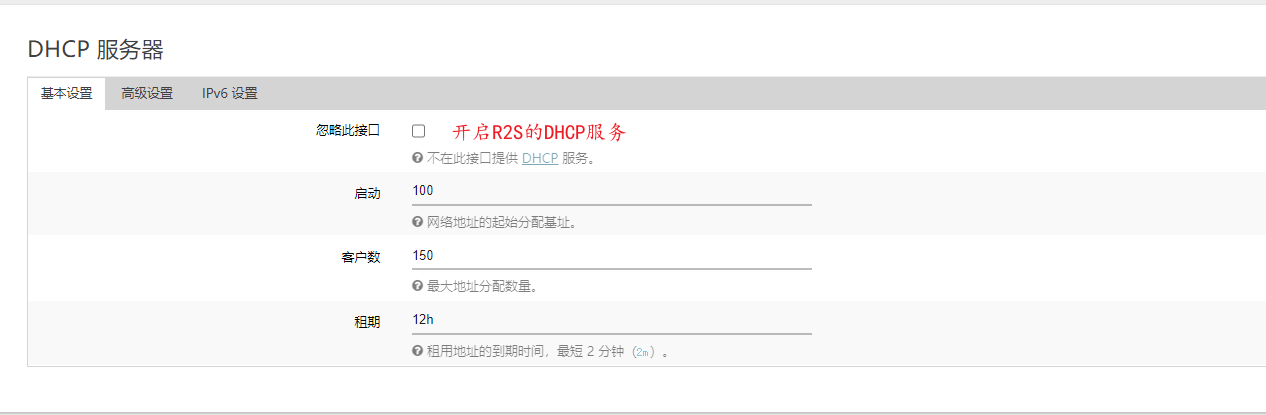 DHCP 服务器
基本设置 高级设置 IPv6 设置
忽略此接口 开启R2S的DHCP服务
不在此接口提供 DHCP 服务。
启动 100
网络地址的起始分配基址。
客户数 150
最大地址分配数量。
租期 12h
租用地址的到期时间，最短 2 分钟（2m）。